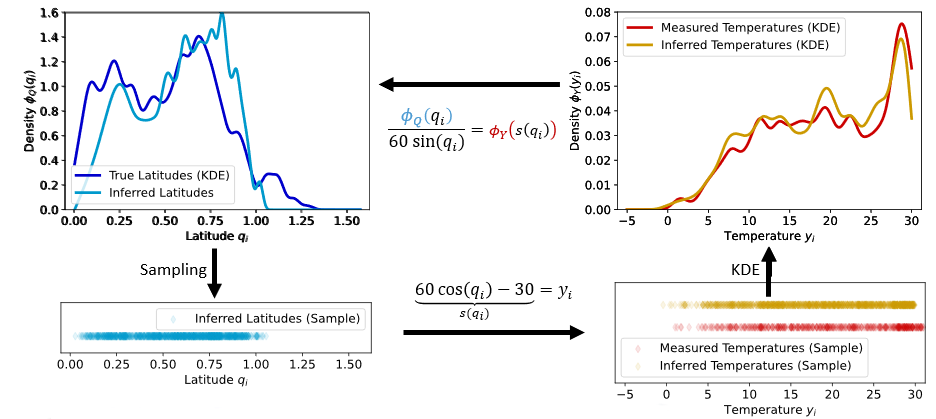 1.6
1.4
1.2
1.0
0.8
0.6
0.4
0.2
0.0
Density ϕ_Q(q_i)
True Latitudes (KDE)
Inferred Latitudes
0.00 0.25 0.50 0.75 1.00 1.25 1.50
Latitude q_i
ϕ_Q(q_i) / 60 sin(q_i) = ϕ_Y(s(q_i))
0.08
0.07
0.06
0.05
0.04
0.03
0.02
0.01
0.00
Density ϕ_Y(y_i)
Measured Temperatures (KDE)
Inferred Temperatures (KDE)
−5 0 5 10 15 20 25 30
Temperature y_i
Sampling
Inferred Latitudes (Sample)
0.00 0.25 0.50 0.75 1.00 1.25 1.50
Latitude q_i
60 cos(q_i) − 30 = y_i
s(q_i)
KDE
Measured Temperatures (Sample)
Inferred Temperatures (Sample)
−5 0 5 10 15 20 25 30
Temperature y_i